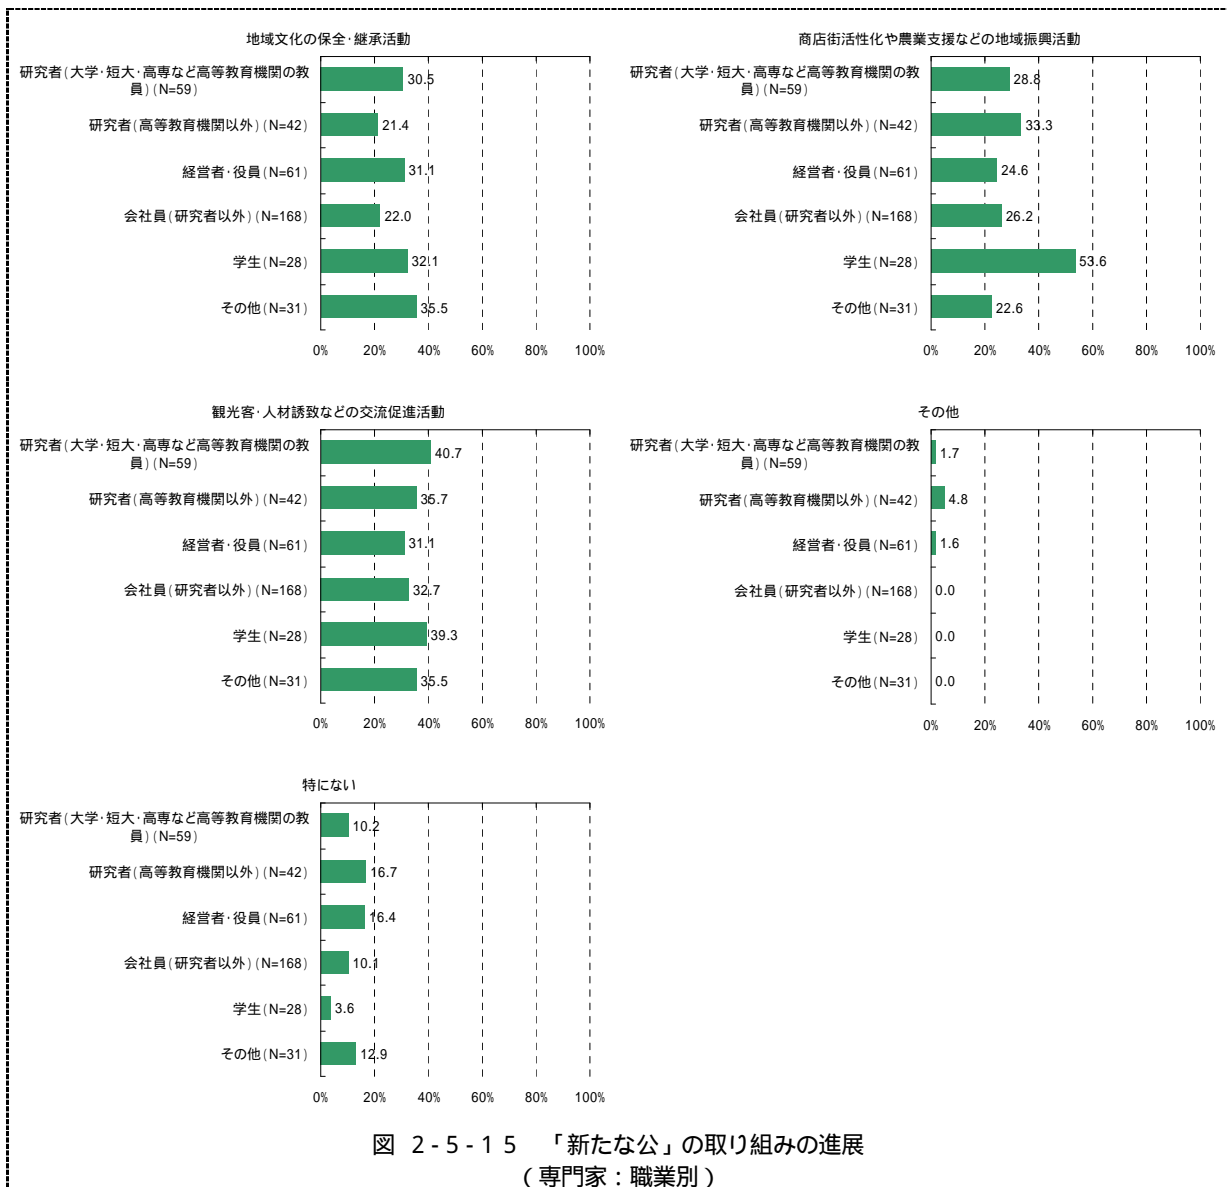 地域文化の保全･継承活動
研究者(大学･短大･高専など高等教育機関の教
員)(N=59)
30.5
研究者(高等教育機関以外)(N=42)
21.4
経営者･役員(N=61)
31.1
会社員(研究者以外)(N=168)
22.0
学生(N=28)
32.1
その他(N=31)
35.5
0% 20% 40% 60% 80% 100%
商店街活性化や農業支援などの地域振興活動
研究者(大学･短大･高専など高等教育機関の教
員)(N=59)
28.8
研究者(高等教育機関以外)(N=42)
33.3
経営者･役員(N=61)
24.6
会社員(研究者以外)(N=168)
26.2
学生(N=28)
53.6
その他(N=31)
22.6
0% 20% 40% 60% 80% 100%
観光客･人材誘致などの交流促進活動
研究者(大学･短大･高専など高等教育機関の教
員)(N=59)
40.7
研究者(高等教育機関以外)(N=42)
35.7
経営者･役員(N=61)
31.1
会社員(研究者以外)(N=168)
32.7
学生(N=28)
39.3
その他(N=31)
35.5
0% 20% 40% 60% 80% 100%
その他
研究者(大学･短大･高専など高等教育機関の教
員)(N=59)
1.7
研究者(高等教育機関以外)(N=42)
4.8
経営者･役員(N=61)
1.6
会社員(研究者以外)(N=168)
0.0
学生(N=28)
0.0
その他(N=31)
0.0
0% 20% 40% 60% 80% 100%
特にない
研究者(大学･短大･高専など高等教育機関の教
員)(N=59)
10.2
研究者(高等教育機関以外)(N=42)
16.7
経営者･役員(N=61)
16.4
会社員(研究者以外)(N=168)
10.1
学生(N=28)
3.6
その他(N=31)
12.9
0% 20% 40% 60% 80% 100%
図 2-5-15 「新たな公」の取り組みの進展
(専門家:職業別)